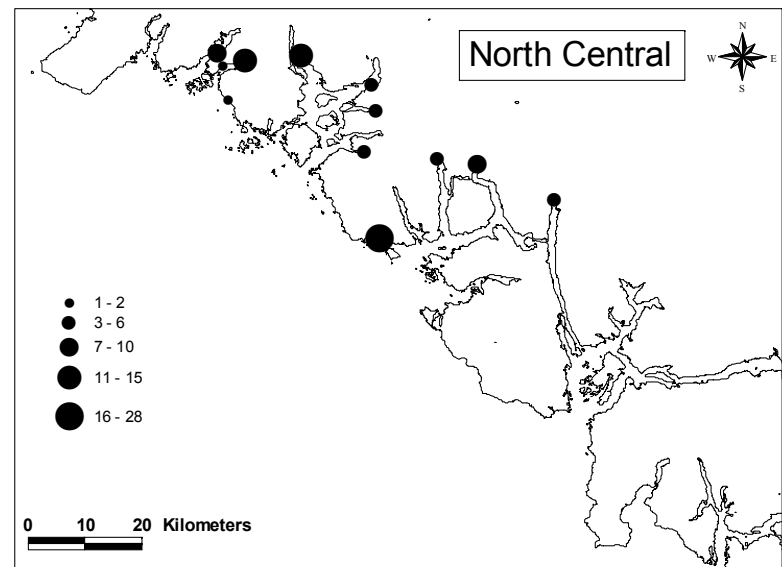 North Central
N
W E
S
1 - 2
3 - 6
7 - 10
11 - 15
16 - 28
0 10 20 Kilometers